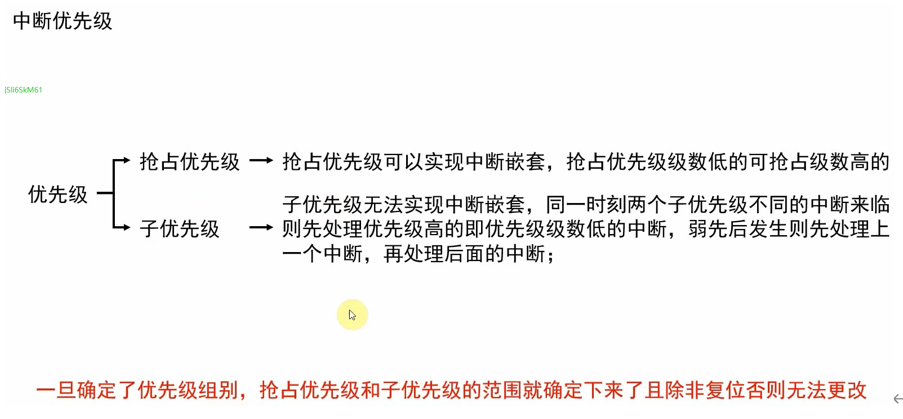 中断优先级
j5li65kM61
抢占优先级
抢占优先级可以实现中断嵌套，抢占优先级级数低的可抢占级数高的
优先级
子优先级
子优先级无法实现中断嵌套，同一时刻两个子优先级不同的中断来临
则先处理优先级高的即优先级级数低的中断，弱先后发生则先处理上
一个中断，再处理后面的中断；
一旦确定了优先级组别，抢占优先级和子优先级的范围就确定下来了且除非复位否则无法更改